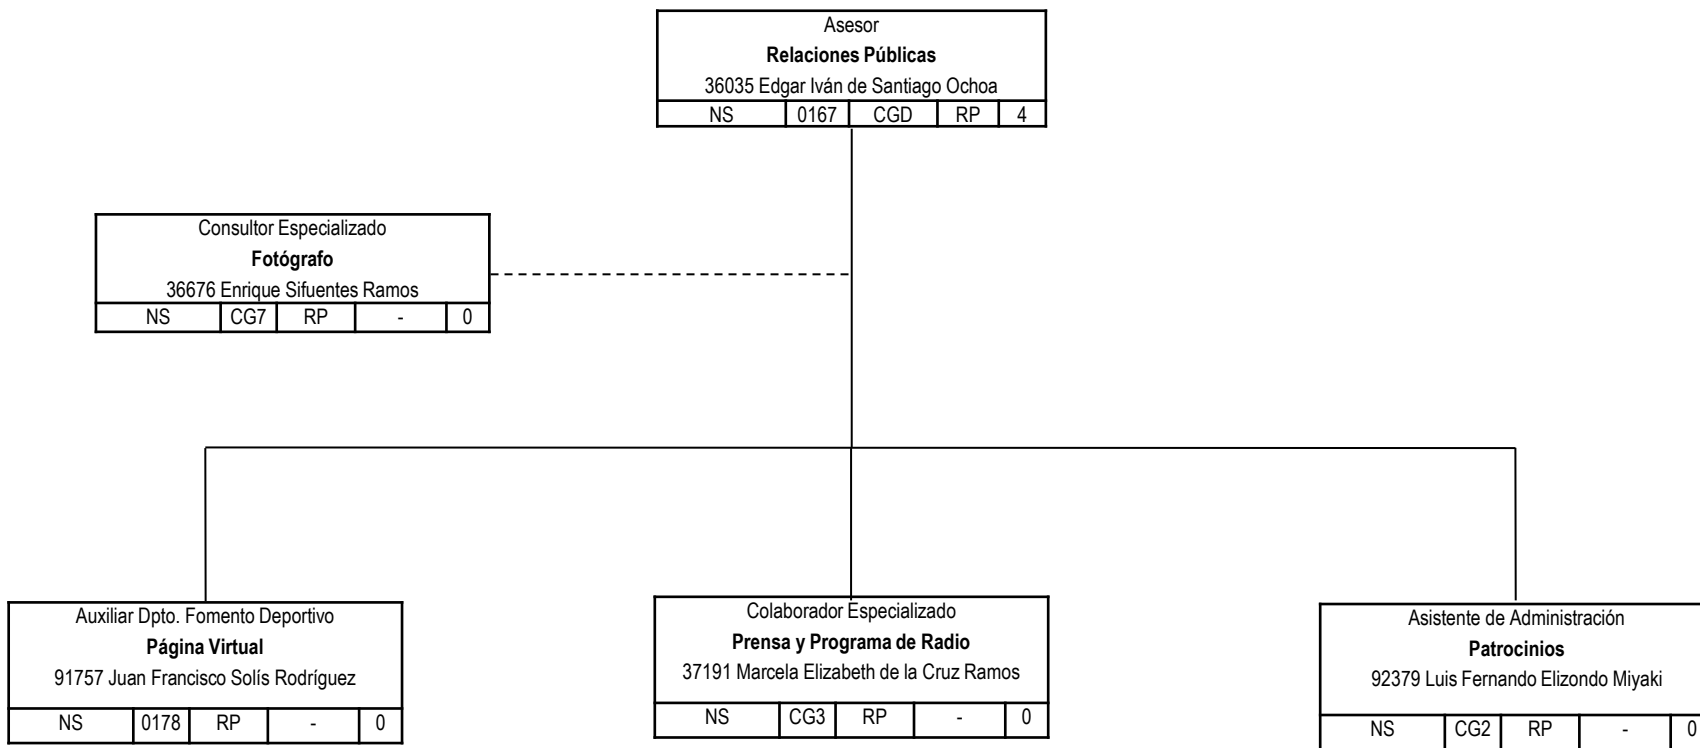 Asesor
Relaciones Públicas
36035 Edgar Iván de Santiago Ochoa
NS 0167 CGD RP 4
Consultor Especializado
Fotógrafo
36676 Enrique Sifuentes Ramos
NS CG7 RP - 0
Auxiliar Dpto. Fomento Deportivo
Página Virtual
91757 Juan Francisco Solís Rodríguez
NS 0178 RP - 0
Colaborador Especializado
Prensa y Programa de Radio
37191 Marcela Elizabeth de la Cruz Ramos
NS CG3 RP - 0
Asistente de Administración
Patrocinios
92379 Luis Fernando Elizondo Miyaki
NS CG2 RP - 0